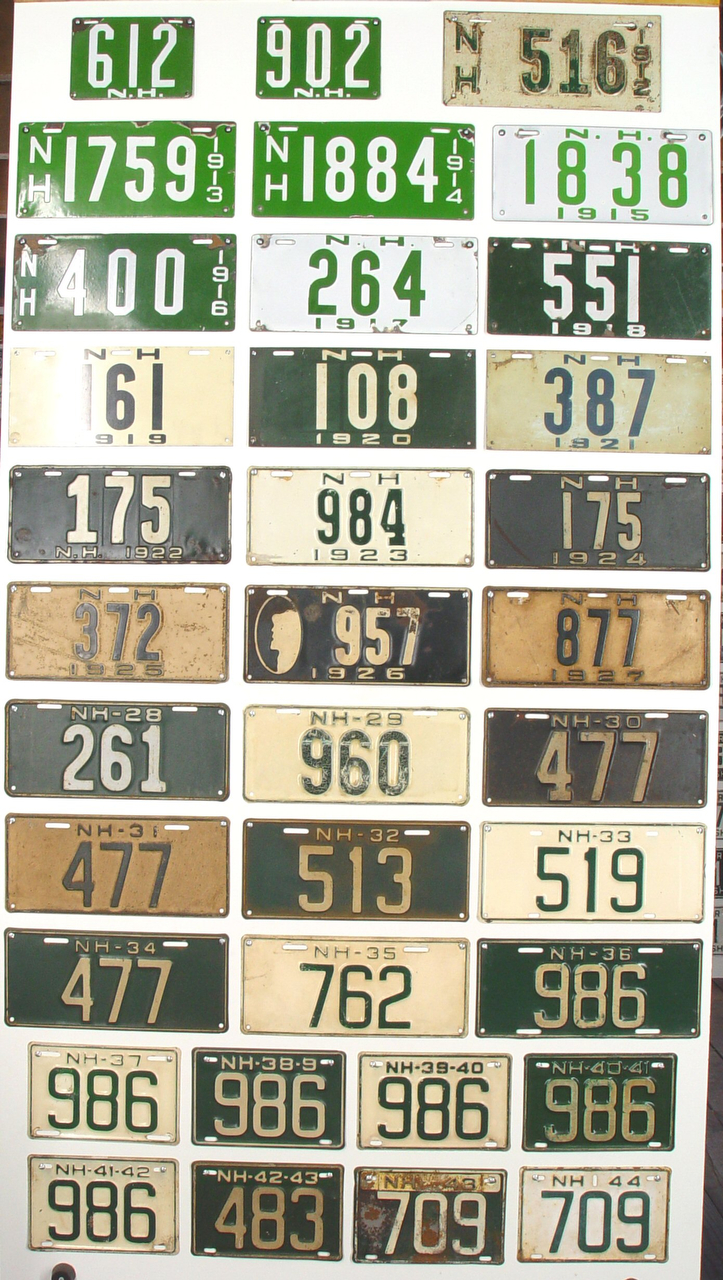 612
N.H.
902
N.H.
NH 516 1912
NH 1759 1913
NH 1884 1914
N. H.
1838
1915
NH 400 1916
N H
264
1917
N H
551
1918
N H
161
1919
N H
108
1920
N H
387
1921
175
N.H. 1922
N H
984
1923
N H
175
1924
N H
372
1925
N H
957
1926
N H
877
1927
NH-28
261
NH-29
960
NH-30
477
NH-31
477
NH-32
513
NH-33
519
NH-34
477
NH-35
762
NH-36
986
NH-37
986
NH-38-9
986
NH-39-40
986
NH-40-41
986
NH-41-42
986
NH-42-43
483
709
NH 44
709